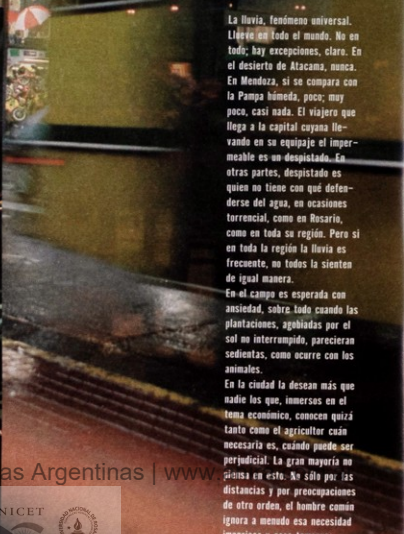 La lluvia, fenómeno universal.
Llueve en todo el mundo. No en
todo; hay excepciones, claro. En
el desierto de Atacama, nunca.
En Mendoza, si se compara con
la Pampa húmeda, poco; muy
poco, casi nada. El viajero que
llega a la capital cuyana lle-
vando en su equipaje el imper-
meable es un despistado. En
otras partes, despistado es
quien no tiene con qué defen-
derse del agua, en ocasiones
torrencial, como en Rosario,
como en toda su región. Pero si
en toda la región la lluvia es
frecuente, no todos la sienten
de igual manera.
En el campo es esperada con
ansiedad, sobre todo cuando las
plantaciones, agobiadas por el
sol no interrumpido, parecieran
sedientas, como ocurre con los
animales.
En la ciudad la desean más que
nadie los que, inmersos en el
tema económico, conocen quizá
tanto como el agricultor cuán
necesaria es, cuándo puede ser
perjudicial. La gran mayoría no
piensa en esto. No sólo por las
distancias y por preocupaciones
de otro orden, el hombre común
ignora a menudo esa necesidad
as Argentinas | www.
NICET